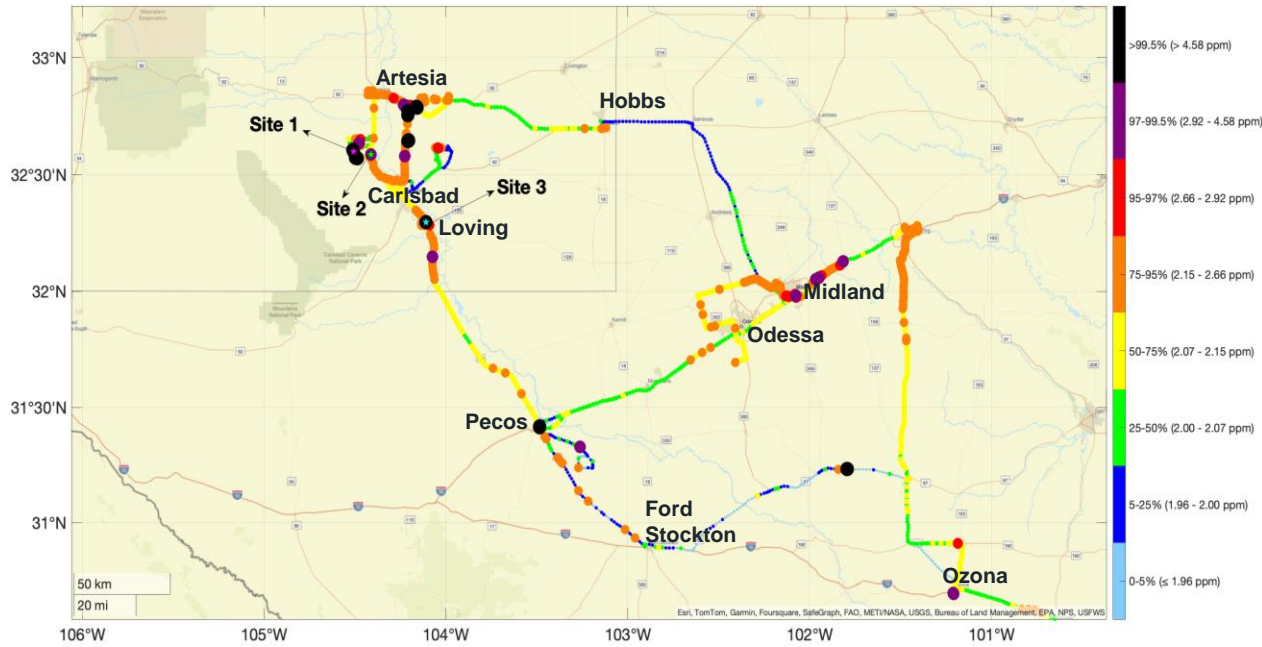 33°N
32°30'N
32°N
31°30'N
31°N
106°W
105°W
104°W
103°W
102°W
101°W
Artesia
Hobbs
Site 1
Site 2
Carlsbad
Site 3
Loving
Midland
Odessa
Pecos
Ford
Stockton
Ozona
50 km
20 mi
Esri, TomTom, Garmin, Foursquare, SafeGraph, FAO, METI/NASA, USGS, Bureau of Land Management, EPA, NPS, USFWS
>99.5% (> 4.58 ppm)
97-99.5% (2.92 - 4.58 ppm)
95-97% (2.66 - 2.92 ppm)
75-95% (2.15 - 2.66 ppm)
50-75% (2.07 - 2.15 ppm)
25-50% (2.00 - 2.07 ppm)
5-25% (1.96 - 2.00 ppm)
0-5% (≤ 1.96 ppm)